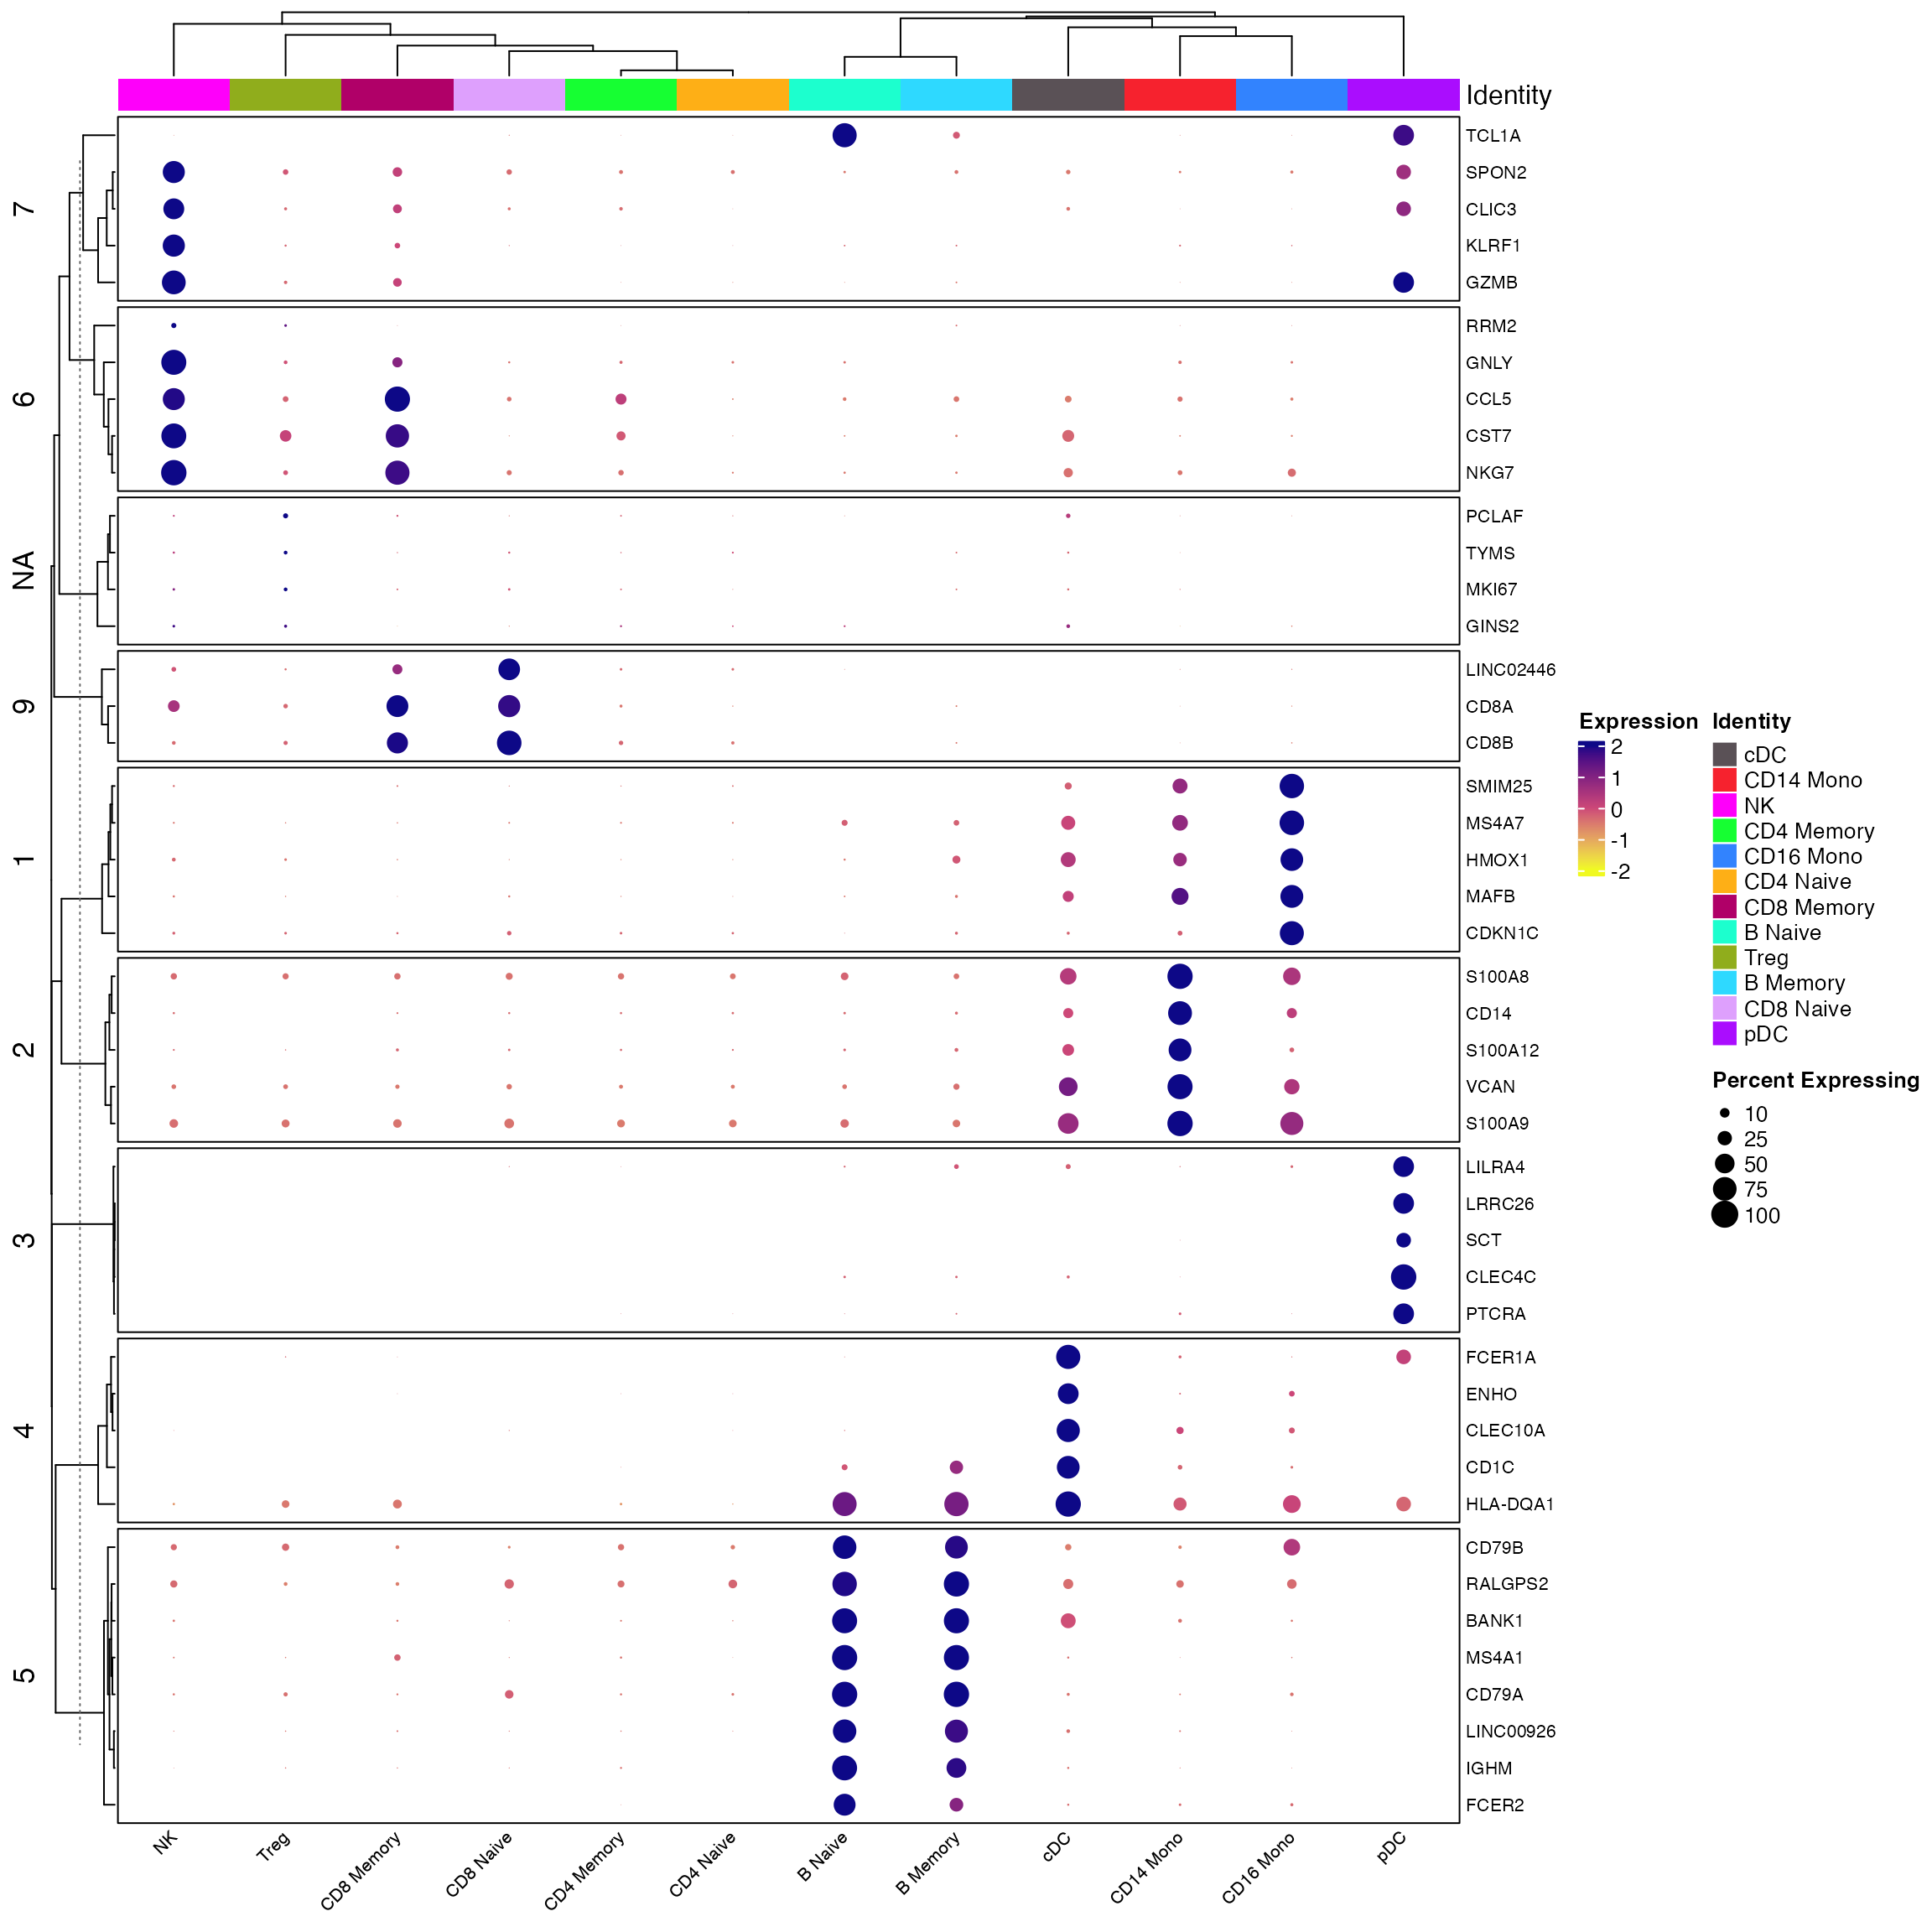 Identity
7
TCL1A
SPON2
CLIC3
KLRF1
GZMB
6
RRM2
GNLY
CCL5
CST7
NKG7
NA
PCLAF
TYMS
MKI67
GINS2
9
LINC02446
CD8A
CD8B
1
SMIM25
MS4A7
HMOX1
MAFB
CDKN1C
2
S100A8
CD14
S100A12
VCAN
S100A9
3
LILRA4
LRRC26
SCT
CLEC4C
PTCRA
4
FCER1A
ENHO
CLEC10A
CD1C
HLA-DQA1
5
CD79B
RALGPS2
BANK1
MS4A1
CD79A
LINC00926
IGHM
FCER2
NK
Treg
CD8 Memory
CD8 Naive
CD4 Memory
CD4 Naive
B Naive
B Memory
cDC
CD14 Mono
CD16 Mono
pDC
Expression
2
1
0
-1
-2
Identity
cDC
CD14 Mono
NK
CD4 Memory
CD16 Mono
CD4 Naive
CD8 Memory
B Naive
Treg
B Memory
CD8 Naive
pDC
Percent Expressing
10
25
50
75
100